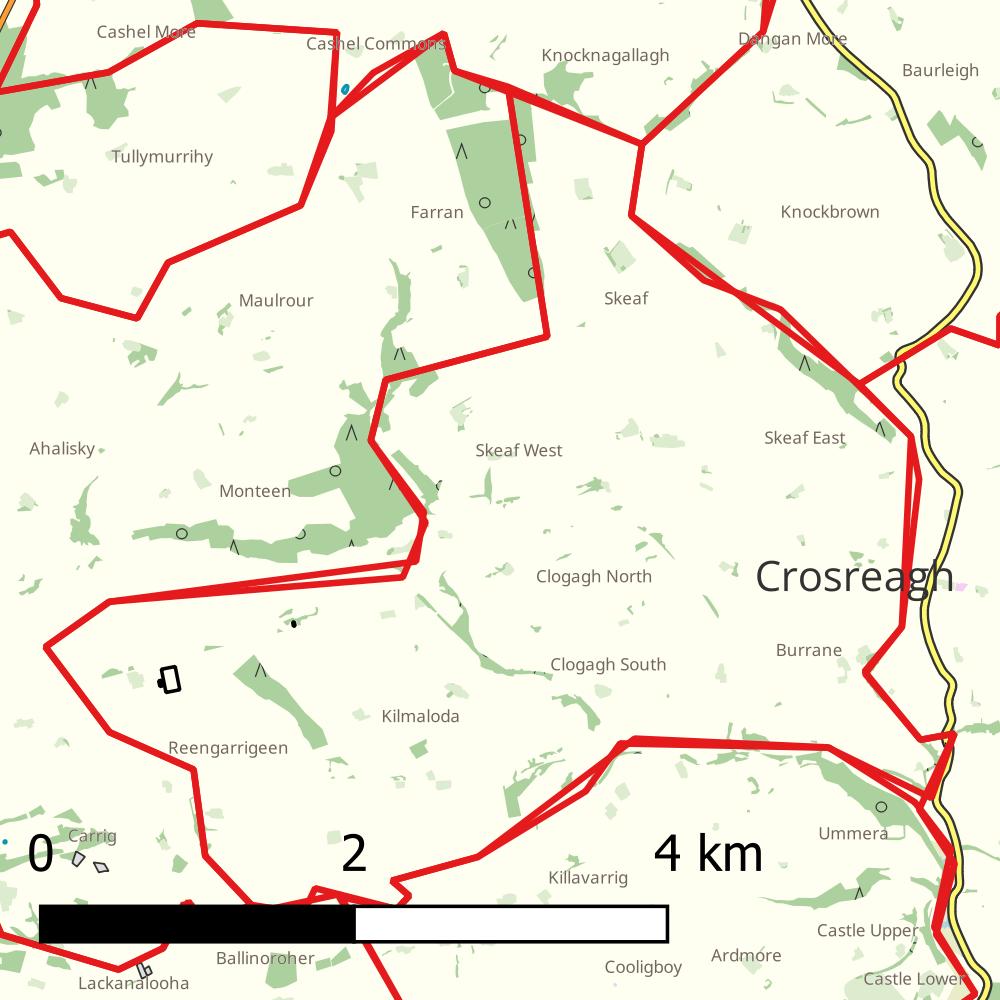 Cashel More
Cashel Commons
Dangan More
Knocknagallagh
Baurleigh
Tullymurrihy
Farran
Knockbrown
Maulrour
Skeaf
Skeaf East
Ahalisky
Skeaf West
Monteen
Clogagh North
Crosreagh
Burrane
Clogagh South
Kilmaloda
Reengarrigeen
Carrig
Ummera
0 2 4 km
Killavarrig
Castle Upper
Ballinoroher
Ardmore
Cooligboy
Castle Lower
Lackanalooha